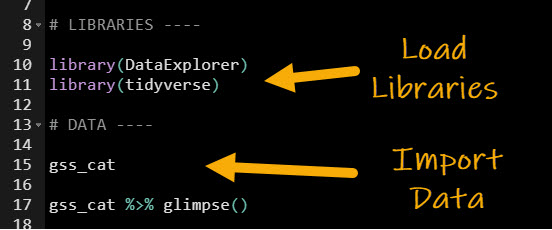 7
8 # LIBRARIES ----
9
10 library(DataExplorer)
11 library(tidyverse)
12
13 # DATA ----
14
15 gss_cat
16
17 gss_cat %>% glimpse()
18
Load
Libraries
Import
Data